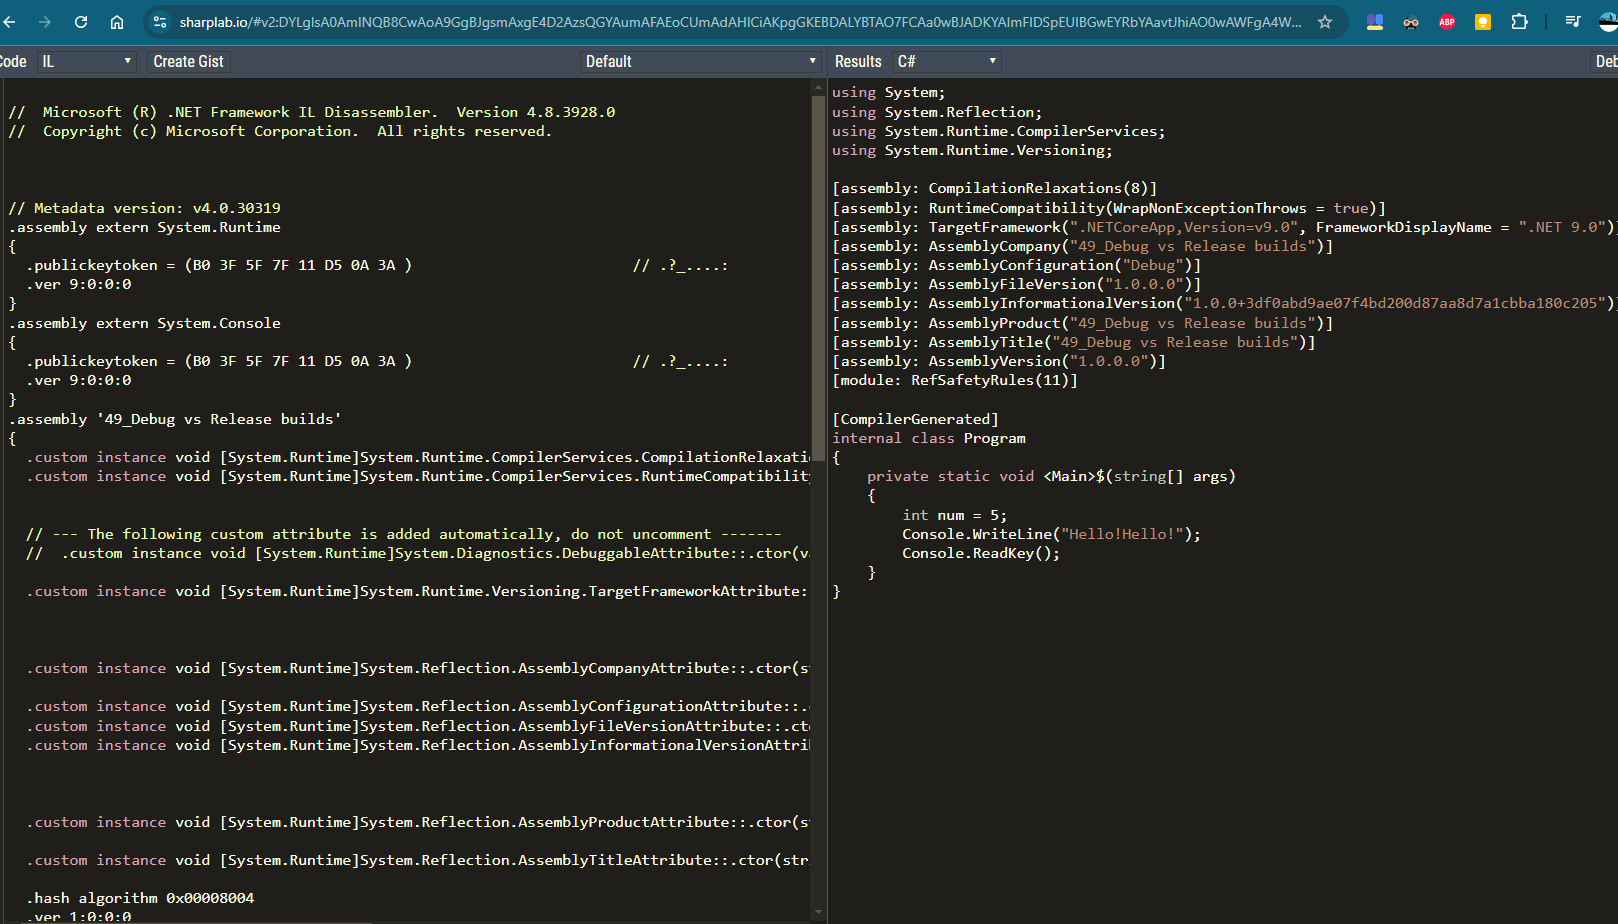 sharplab.io/#v2:DYLgIsA0AmINQB8CwAoA9GgBJgsmAxgE4D2AzsQGYAumAFAEoCUmAdAHICiAKpgGKEBDALYBTAO7FCAa0wBJADKYAImFIDSpEUIBGwEYRbYAavtJhiAO0wAWFgA4W...
ABP
Code IL Create Gist Default Results C# Deb
//  Microsoft (R) .NET Framework IL Disassembler.  Version 4.8.3928.0
//  Copyright (c) Microsoft Corporation.  All rights reserved.
// Metadata version: v4.0.30319
.assembly extern System.Runtime
{
  .publickeytoken = (B0 3F 5F 7F 11 D5 0A 3A )                         // .?_....:
  .ver 9:0:0:0
}
.assembly extern System.Console
{
  .publickeytoken = (B0 3F 5F 7F 11 D5 0A 3A )                         // .?_....:
  .ver 9:0:0:0
}
.assembly '49_Debug vs Release builds'
{
  .custom instance void [System.Runtime]System.Runtime.CompilerServices.CompilationRelaxatio
  .custom instance void [System.Runtime]System.Runtime.CompilerServices.RuntimeCompatibility
  // --- The following custom attribute is added automatically, do not uncomment -------
  //  .custom instance void [System.Runtime]System.Diagnostics.DebuggableAttribute::.ctor(va
  .custom instance void [System.Runtime]System.Runtime.Versioning.TargetFrameworkAttribute:
  .custom instance void [System.Runtime]System.Reflection.AssemblyCompanyAttribute::.ctor(s
  .custom instance void [System.Runtime]System.Reflection.AssemblyConfigurationAttribute::.
  .custom instance void [System.Runtime]System.Reflection.AssemblyFileVersionAttribute::.ct
  .custom instance void [System.Runtime]System.Reflection.AssemblyInformationalVersionAttri
  .custom instance void [System.Runtime]System.Reflection.AssemblyProductAttribute::.ctor(s
  .custom instance void [System.Runtime]System.Reflection.AssemblyTitleAttribute::.ctor(str
  .hash algorithm 0x00008004
  .ver 1:0:0:0
using System;
using System.Reflection;
using System.Runtime.CompilerServices;
using System.Runtime.Versioning;
[assembly: CompilationRelaxations(8)]
[assembly: RuntimeCompatibility(WrapNonExceptionThrows = true)]
[assembly: TargetFramework(".NETCoreApp,Version=v9.0", FrameworkDisplayName = ".NET 9.0")]
[assembly: AssemblyCompany("49_Debug vs Release builds")]
[assembly: AssemblyConfiguration("Debug")]
[assembly: AssemblyFileVersion("1.0.0.0")]
[assembly: AssemblyInformationalVersion("1.0.0+3df0abd9ae07f4bd200d87aa8d7a1cbba180c205")]
[assembly: AssemblyProduct("49_Debug vs Release builds")]
[assembly: AssemblyTitle("49_Debug vs Release builds")]
[assembly: AssemblyVersion("1.0.0.0")]
[module: RefSafetyRules(11)]
[CompilerGenerated]
internal class Program
{
    private static void <Main>$(string[] args)
    {
        int num = 5;
        Console.WriteLine("Hello!Hello!");
        Console.ReadKey();
    }
}